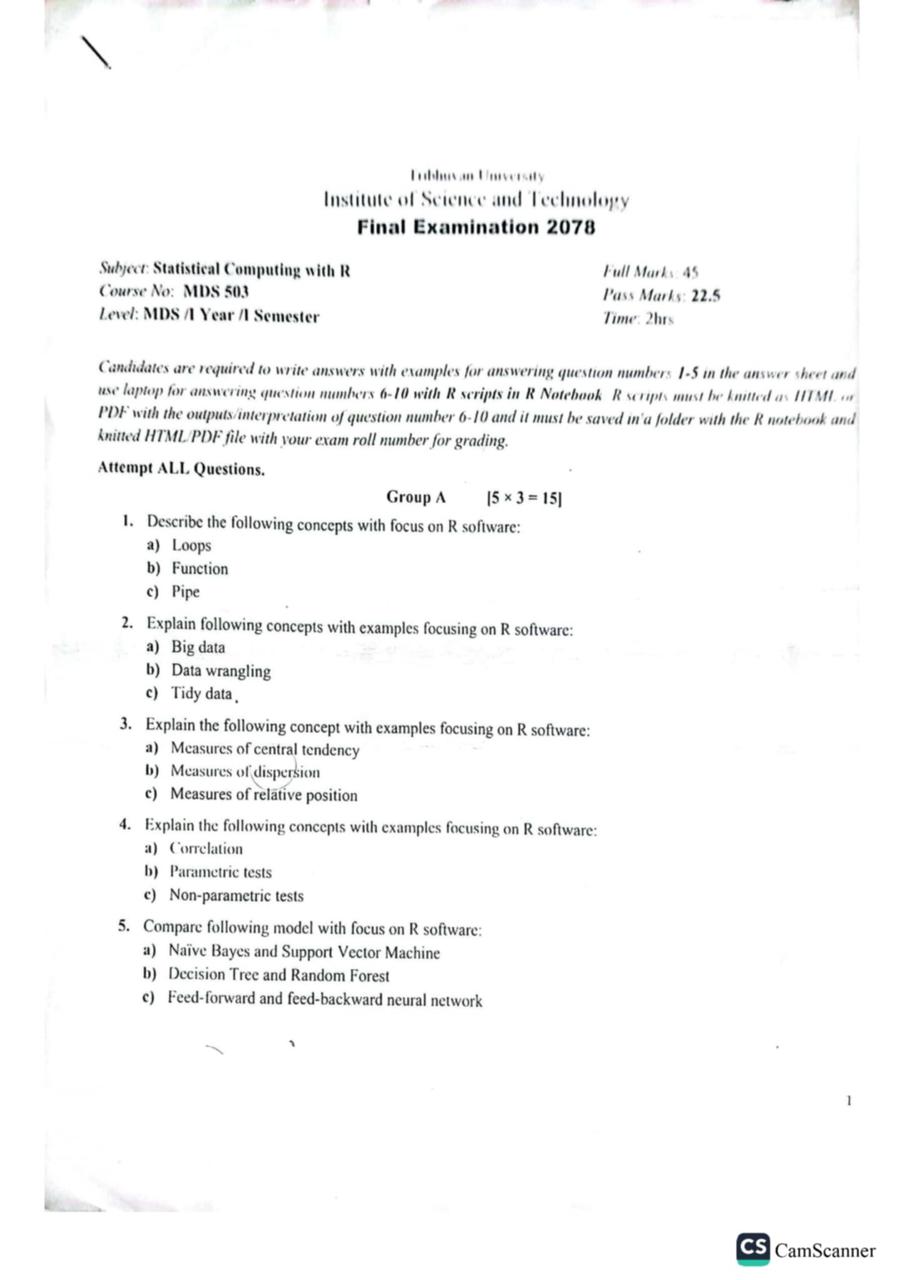 Tribhuvan University
Institute of Science and Technology
Final Examination 2078
Subject: Statistical Computing with R
Full Marks: 45
Course No: MDS 503
Pass Marks: 22.5
Level: MDS /I Year /I Semester
Time: 2hrs
Candidates are required to write answers with examples for answering question numbers 1-5 in the answer sheet and
use laptop for answering question numbers 6-10 with R scripts in R Notebook. R scripts must be knitted as HTML or
PDF with the outputs/interpretation of question number 6-10 and it must be saved in a folder with the R notebook and
knitted HTML/PDF file with your exam roll number for grading.
Attempt ALL Questions.
Group A [5 × 3 = 15]
1. Describe the following concepts with focus on R software:
a) Loops
b) Function
c) Pipe
2. Explain following concepts with examples focusing on R software:
a) Big data
b) Data wrangling
c) Tidy data
3. Explain the following concept with examples focusing on R software:
a) Measures of central tendency
b) Measures of dispersion
c) Measures of relative position
4. Explain the following concepts with examples focusing on R software:
a) Correlation
b) Parametric tests
c) Non-parametric tests
5. Compare following model with focus on R software:
a) Naïve Bayes and Support Vector Machine
b) Decision Tree and Random Forest
c) Feed-forward and feed-backward neural network
1
CS CamScanner